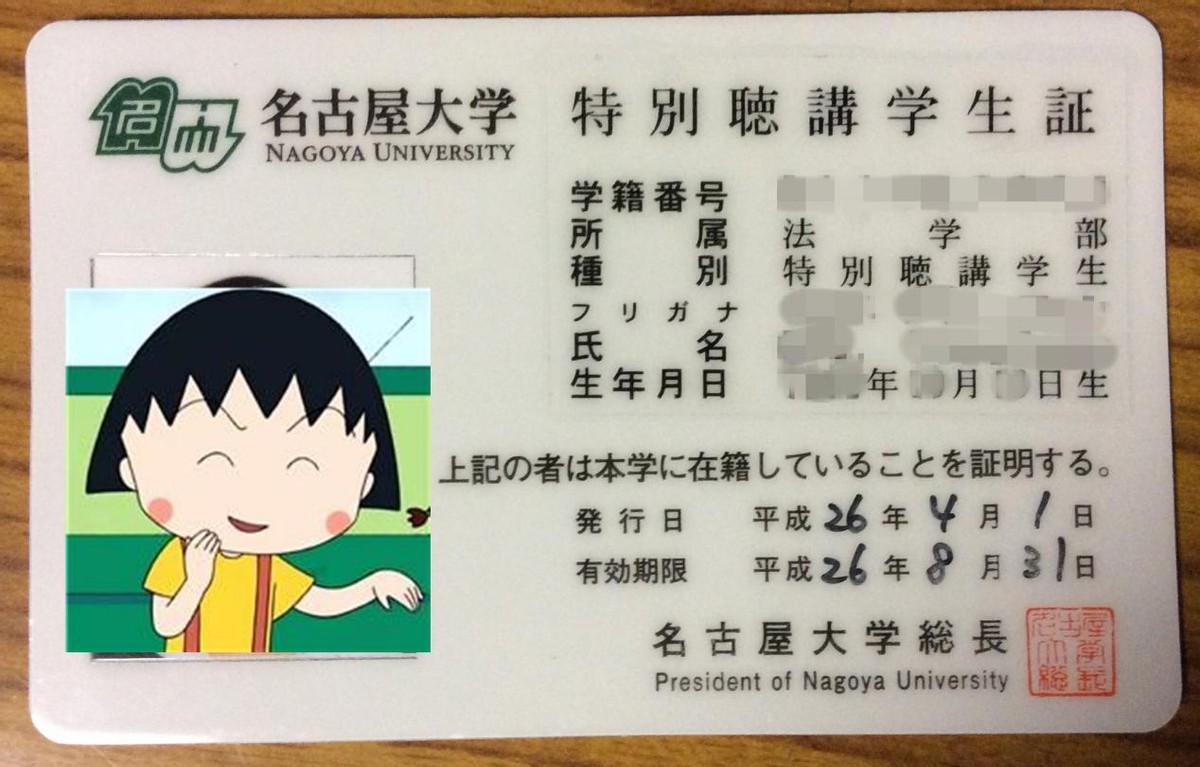 名古屋大学
NAGOYA UNIVERSITY
特別聴講学生証
学籍番号
所属 法学部
種別 特別聴講学生
フリガナ
氏名
生年月日 年 月 日生
上記の者は本学に在籍していることを証明する。
発行日 平成26年4月1日
有効期限 平成26年8月31日
名古屋大学総長
President of Nagoya University